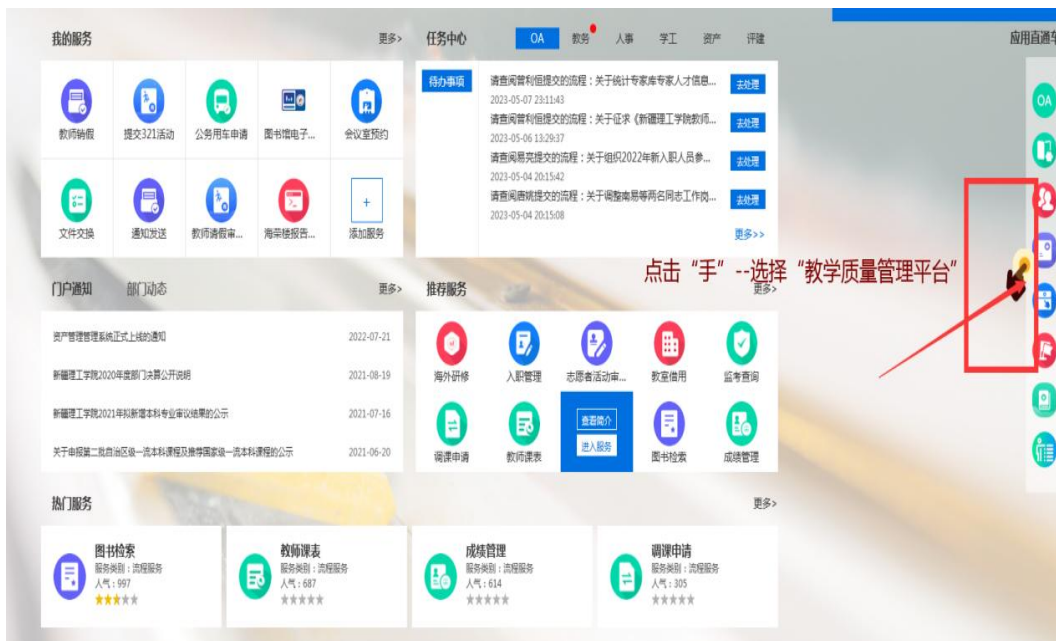 我的服务
更多>
教师销假
提交321活动
公务用车申请
图书馆电子...
会议室预约
文件交换
通知发送
教师请假审...
海荣楼报告...
添加服务
任务中心
OA
教务
人事
学工
资产
评建
应用直通车
待办事项
请查阅曾利恒提交的流程：关于统计专家库专家人才信息...
去处理
2023-05-07 23:11:43
请查阅曾利恒提交的流程：关于征求《新疆理工学院教师...
去处理
2023-05-06 13:29:37
请查阅易亮提交的流程：关于组织2022年新入职人员参...
去处理
2023-05-04 20:15:42
请查阅唐姚提交的流程：关于调整南易等两名同志工作岗...
去处理
2023-05-04 20:15:08
更多>>
OA
点击“手”--选择“教学质量管理平台”
门户通知
部门动态
更多>
资产管理管理系统正式上线的通知
2022-07-21
新疆理工学院2020年度部门决算公开说明
2021-08-19
新疆理工学院2021年拟新增本科专业审议结果的公示
2021-07-16
关于申报第二批自治区级一流本科课程及推荐国家级一流本科课程的公示
2021-06-20
推荐服务
更多>
海外研修
入职管理
志愿者活动审...
教室借用
监考查询
调课申请
教师课表
查看简介
进入服务
图书检索
成绩管理
热门服务
更多>
图书检索
服务类别：流程服务
人气：997
教师课表
服务类别：流程服务
人气：687
成绩管理
服务类别：流程服务
人气：614
调课申请
服务类别：流程服务
人气：305